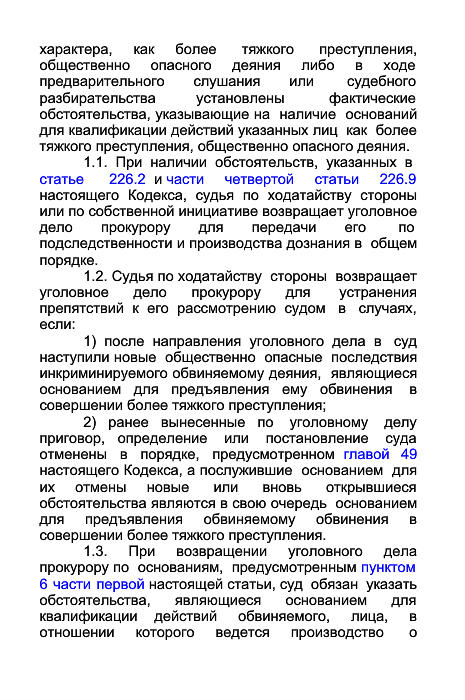 характера, как более тяжкого преступления,
общественно опасного деяния либо в ходе
предварительного слушания или судебного
разбирательства установлены фактические
обстоятельства, указывающие на наличие оснований
для квалификации действий указанных лиц как более
тяжкого преступления, общественно опасного деяния.
1.1. При наличии обстоятельств, указанных в
статье 226.2 и части четвертой статьи 226.9
настоящего Кодекса, судья по ходатайству стороны
или по собственной инициативе возвращает уголовное
дело прокурору для передачи его по
подследственности и производства дознания в общем
порядке.
1.2. Судья по ходатайству стороны возвращает
уголовное дело прокурору для устранения
препятствий к его рассмотрению судом в случаях,
если:
1) после направления уголовного дела в суд
наступили новые общественно опасные последствия
инкриминируемого обвиняемому деяния, являющиеся
основанием для предъявления ему обвинения в
совершении более тяжкого преступления;
2) ранее вынесенные по уголовному делу
приговор, определение или постановление суда
отменены в порядке, предусмотренном главой 49
настоящего Кодекса, а послужившие основанием для
их отмены новые или вновь открывшиеся
обстоятельства являются в свою очередь основанием
для предъявления обвиняемому обвинения в
совершении более тяжкого преступления.
1.3. При возвращении уголовного дела
прокурору по основаниям, предусмотренным пунктом
6 части первой настоящей статьи, суд обязан указать
обстоятельства, являющиеся основанием для
квалификации действий обвиняемого, лица, в
отношении которого ведется производство о